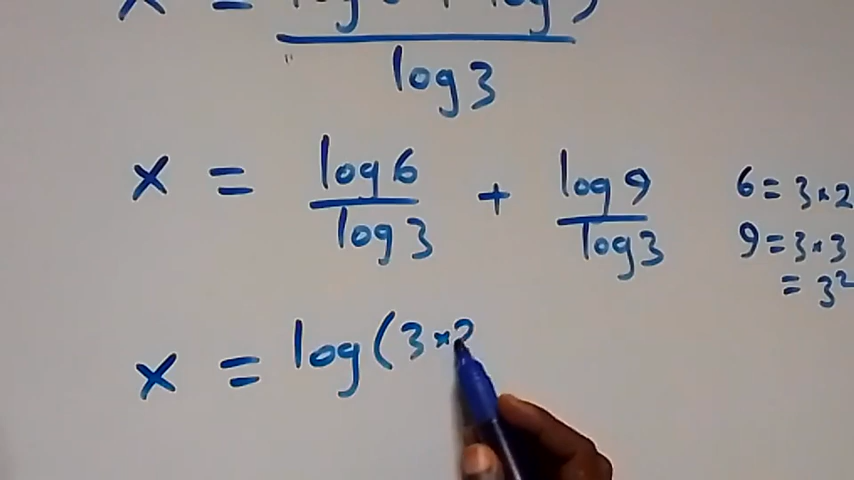 x =
log 3
x = log 6 / log 3 + log 9 / log 3
6 = 3 × 2
9 = 3 × 3
= 3²
x = log (3 × 2